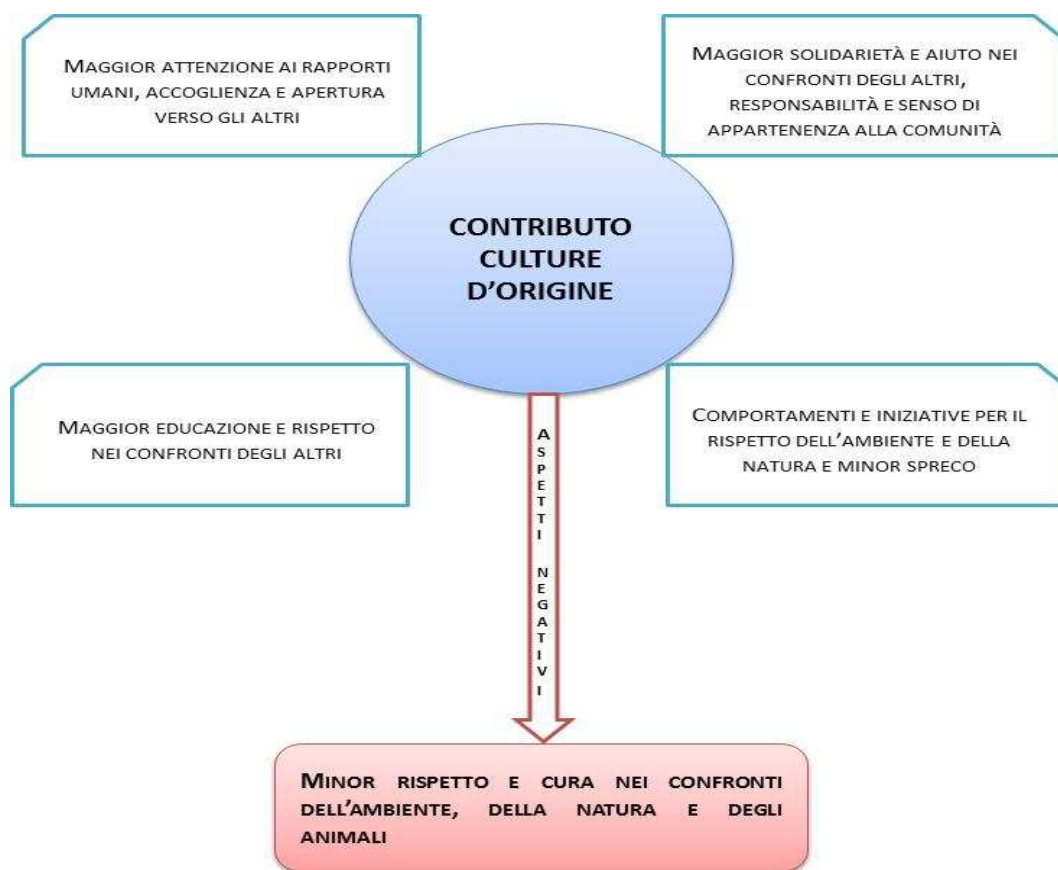 MAGGIOR ATTENZIONE AI RAPPORTI
UMANI, ACCOGLIENZA E APERTURA
VERSO GLI ALTRI
MAGGIOR SOLIDARIETÀ E AIUTO NEI
CONFRONTI DEGLI ALTRI,
RESPONSABILITÀ E SENSO DI
APPARTENENZA ALLA COMUNITÀ
CONTRIBUTO
CULTURE
D'ORIGINE
MAGGIOR EDUCAZIONE E RISPETTO
NEI CONFRONTI DEGLI ALTRI
COMPORTAMENTI E INIZIATIVE PER IL
RISPETTO DELL'AMBIENTE E DELLA
NATURA E MINOR SPRECO
ASPETTI NEGATIVI
MINOR RISPETTO E CURA NEI CONFRONTI
DELL'AMBIENTE, DELLA NATURA E DEGLI
ANIMALI